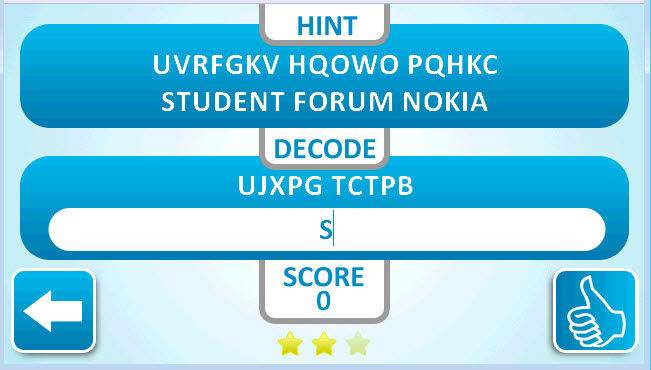 HINT
UVRFGKV HQOWO PQHKC
STUDENT FORUM NOKIA
DECODE
UJXPG TCTPB
S
SCORE
0